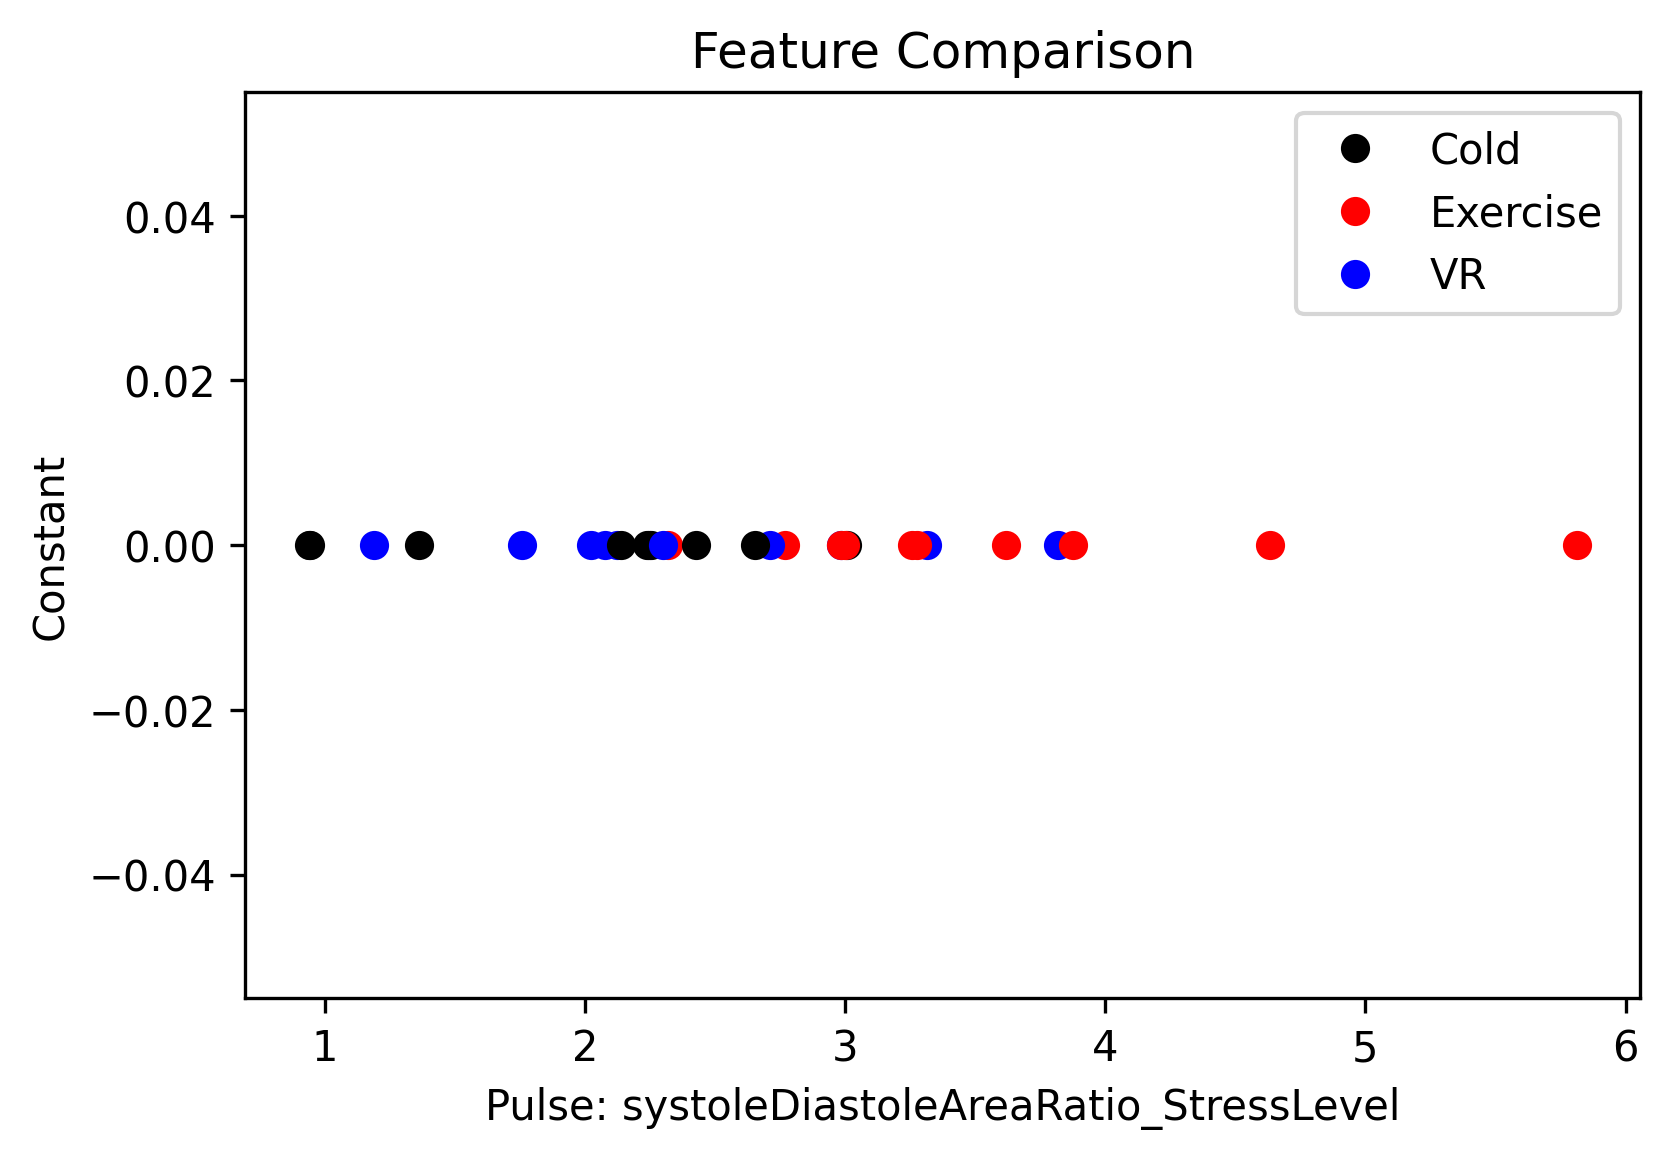 Feature Comparison
Cold
Exercise
VR
0.04
0.02
0.00
−0.02
−0.04
Constant
1 2 3 4 5 6
Pulse: systoleDiastoleAreaRatio_StressLevel